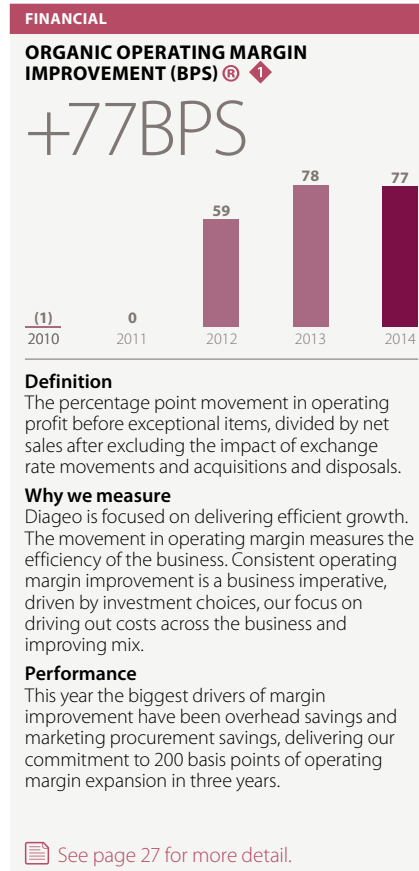 FINANCIAL
ORGANIC OPERATING MARGIN
IMPROVEMENT (BPS) ® 1
+77BPS
78
77
59
(1)
0
2010
2011
2012
2013
2014
Definition
The percentage point movement in operating
profit before exceptional items, divided by net
sales after excluding the impact of exchange
rate movements and acquisitions and disposals.
Why we measure
Diageo is focused on delivering efficient growth.
The movement in operating margin measures the
efficiency of the business. Consistent operating
margin improvement is a business imperative,
driven by investment choices, our focus on
driving out costs across the business and
improving mix.
Performance
This year the biggest drivers of margin
improvement have been overhead savings and
marketing procurement savings, delivering our
commitment to 200 basis points of operating
margin expansion in three years.
See page 27 for more detail.